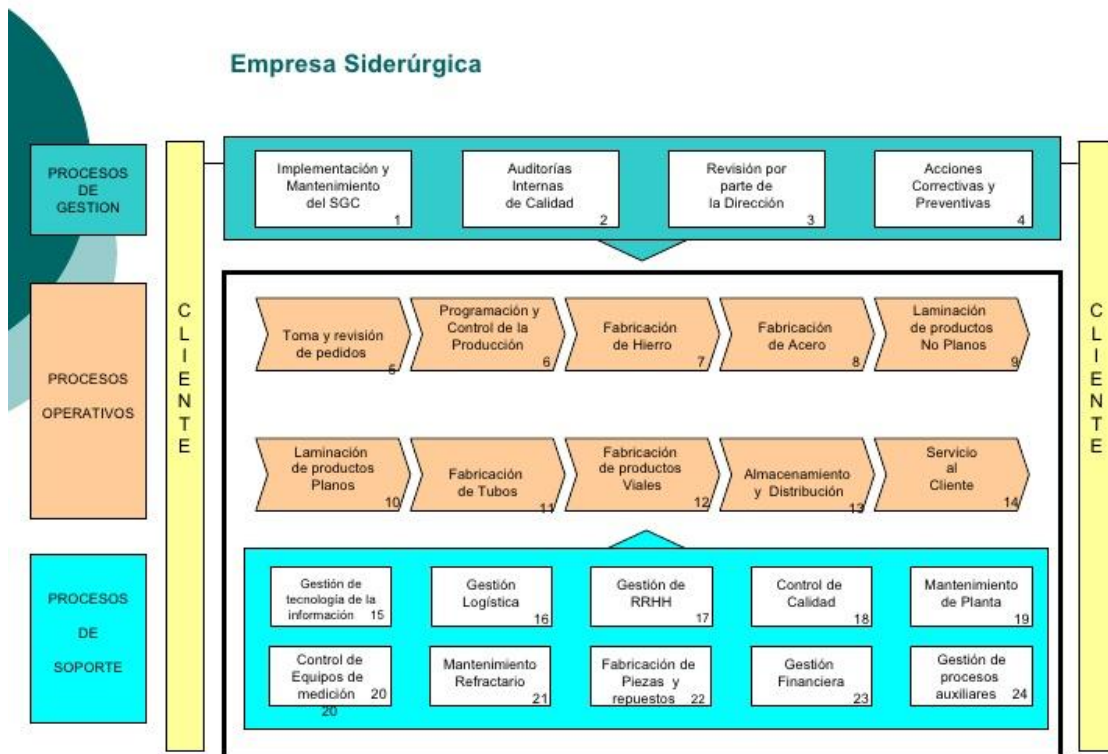 Empresa Siderúrgica
PROCESOS
DE
GESTION
C
L
I
E
N
T
E
Implementación y
Mantenimiento
del SGC
1
Auditorías
Internas
de Calidad
2
Revisión por
parte de
la Dirección
3
Acciones
Correctivas y
Preventivas
4
C
L
I
E
N
T
E
PROCESOS
OPERATIVOS
Toma y revisión
de pedidos
5
Programación y
Control de la
Producción
6
Fabricación
de Hierro
7
Fabricación
de Acero
8
Laminación
de productos
No Planos
9
Laminación
de productos
Planos
10
Fabricación
de Tubos
11
Fabricación
de productos
Viales
12
Almacenamiento
y Distribución
13
Servicio
al
Cliente
14
PROCESOS
DE
SOPORTE
Gestión de
tecnología de la
información 15
Gestión
Logística
16
Gestión de
RRHH
17
Control de
Calidad
18
Mantenimiento
de Planta
19
Control de
Equipos de
medición 20
20
Mantenimiento
Refractario
21
Fabricación de
Piezas y
repuestos 22
Gestión
Financiera
23
Gestión de
procesos
auxiliares 24